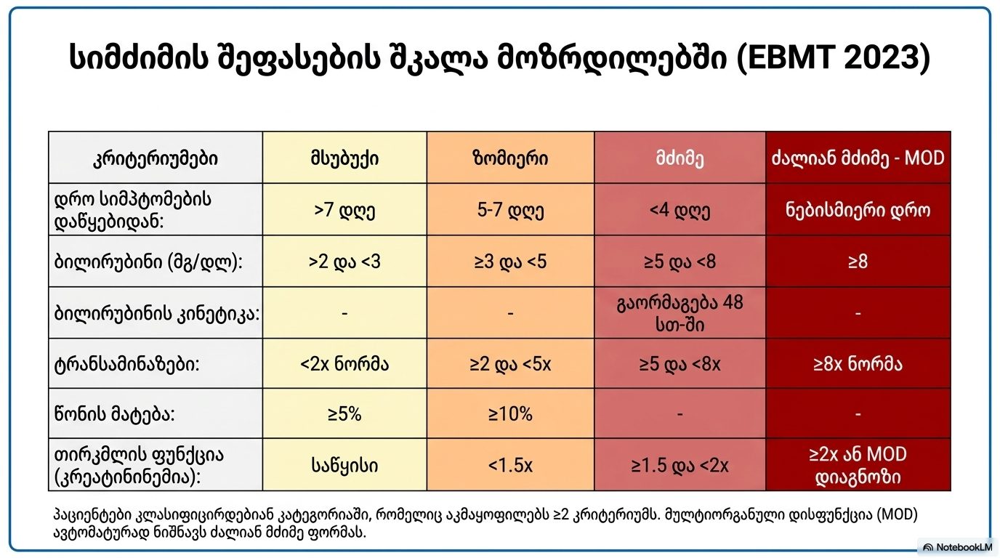 სიმძიმის შეფასების შკალა მოზრდილებში (EBMT 2023)
კრიტერიუმები
მსუბუქი
ზომიერი
მძიმე
ძალიან მძიმე - MOD
დრო სიმპტომების
დაწყებიდან:
>7 დღე
5-7 დღე
<4 დღე
ნებისმიერი დრო
ბილირუბინი (მგ/დლ):
>2 და <3
≥3 და <5
≥5 და <8
≥8
ბილირუბინის კინეტიკა:
-
-
გაორმაგება 48
სთ-ში
-
ტრანსამინაზები:
<2x ნორმა
≥2 და <5x
≥5 და <8x
≥8x ნორმა
წონის მატება:
≥5%
≥10%
-
-
თირკმლის ფუნქცია
(კრეატინინემია):
საწყისი
<1.5x
≥1.5 და <2x
≥2x ან MOD
დიაგნოზი
პაციენტები კლასიფიცირდებიან კატეგორიაში, რომელიც აკმაყოფილებს ≥2 კრიტერიუმს. მულტიორგანული დისფუნქცია (MOD)
ავტომატურად ნიშნავს ძალიან მძიმე ფორმას.
NotebookLM